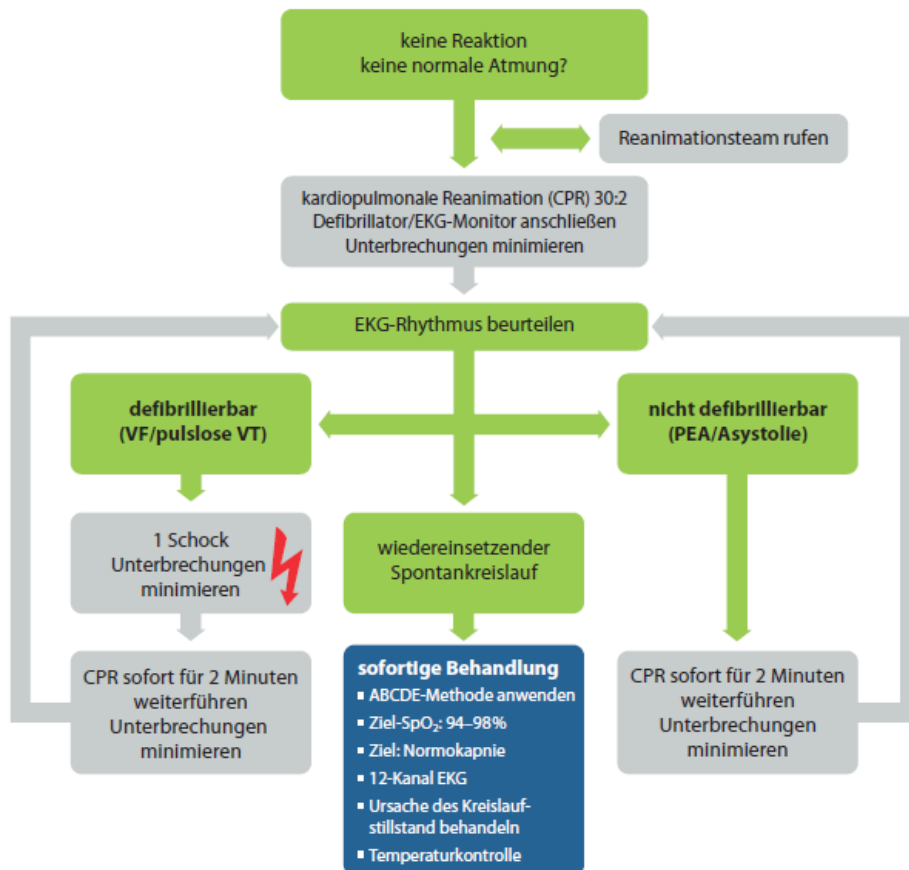 keine Reaktion
keine normale Atmung?
Reanimationsteam rufen
kardiopulmonale Reanimation (CPR) 30:2
Defibrillator/EKG-Monitor anschließen
Unterbrechungen minimieren
EKG-Rhythmus beurteilen
defibrillierbar
(VF/pulslose VT)
nicht defibrillierbar
(PEA/Asystolie)
1 Schock
Unterbrechungen
minimieren
wiedereinsetzender
Spontankreislauf
CPR sofort für 2 Minuten
weiterführen
Unterbrechungen
minimieren
sofortige Behandlung
▪ ABCDE-Methode anwenden
▪ Ziel-SpO₂: 94–98%
▪ Ziel: Normokapnie
▪ 12-Kanal EKG
▪ Ursache des Kreislauf-
stillstand behandeln
▪ Temperaturkontrolle
CPR sofort für 2 Minuten
weiterführen
Unterbrechungen
minimieren